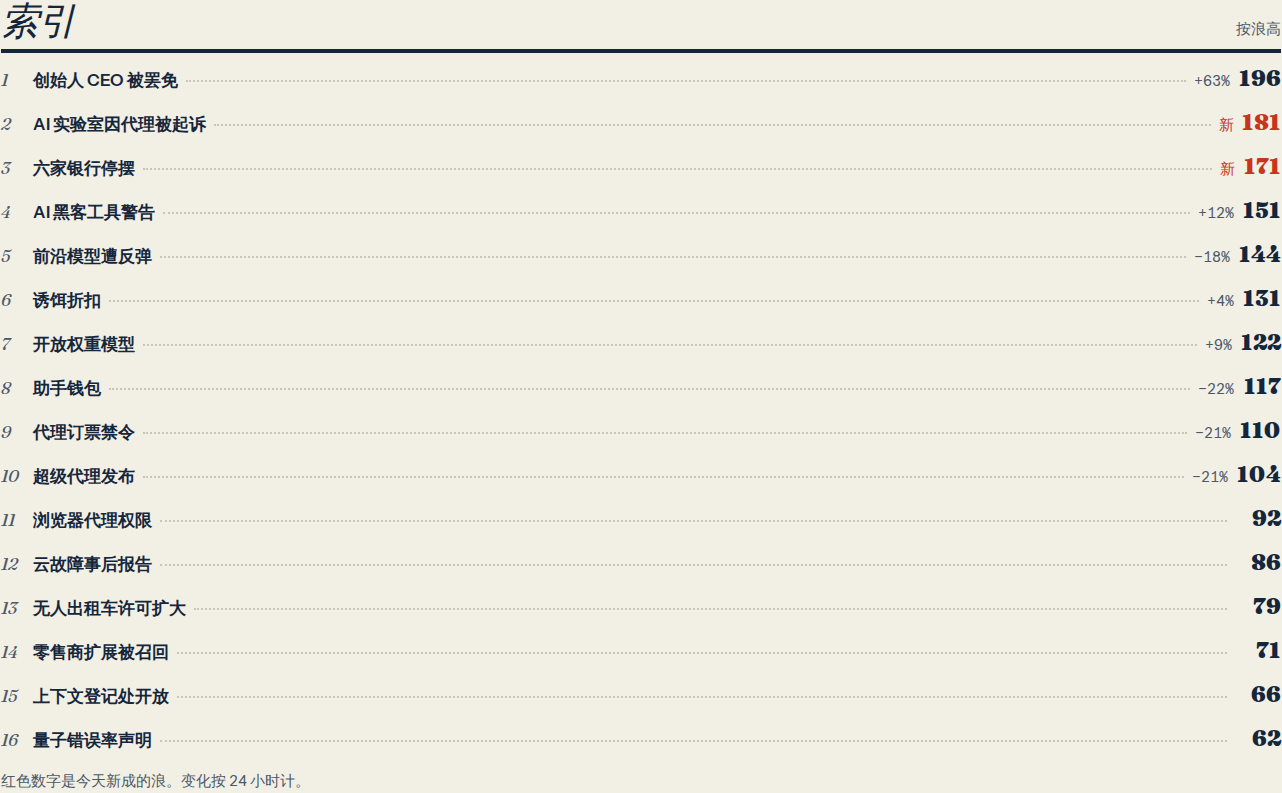 索引
按浪高
1 创始人 CEO 被罢免 +63% 196
2 AI 实验室因代理被起诉 新 181
3 六家银行停摆 新 171
4 AI 黑客工具警告 +12% 151
5 前沿模型遭反弹 −18% 144
6 诱饵折扣 +4% 131
7 开放权重模型 +9% 122
8 助手钱包 −22% 117
9 代理订票禁令 −21% 110
10 超级代理发布 −21% 104
11 浏览器代理权限 92
12 云故障事后报告 86
13 无人出租车许可扩大 79
14 零售商扩展被召回 71
15 上下文登记处开放 66
16 量子错误率声明 62
红色数字是今天新成的浪。变化按 24 小时计。